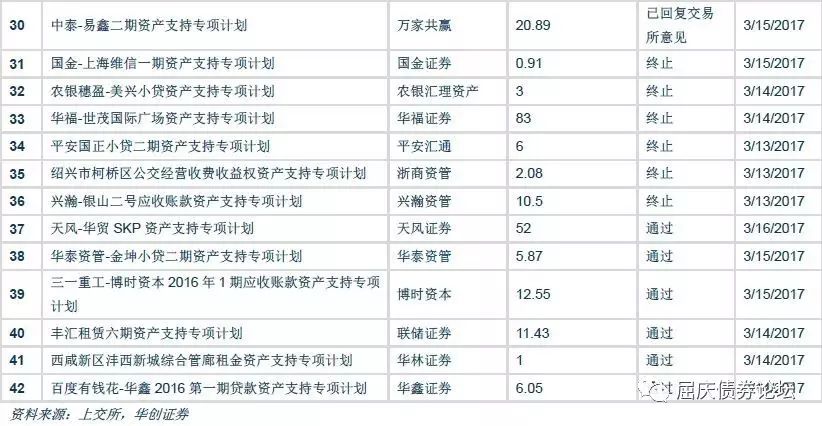 30 中泰-易鑫二期资产支持专项计划 万家共赢 20.89 已回复交易所意见 3/15/2017
31 国金-上海维信一期资产支持专项计划 国金证券 0.91 终止 3/15/2017
32 农银穗盈-美兴小贷资产支持专项计划 农银汇理资产 3 终止 3/14/2017
33 华福-世茂国际广场资产支持专项计划 华福证券 83 终止 3/14/2017
34 平安国正小贷二期资产支持专项计划 平安汇通 6 终止 3/13/2017
35 绍兴市柯桥区公交经营收费收益权资产支持专项计划 浙商资管 2.08 终止 3/13/2017
36 兴瀚-银山二号应收账款资产支持专项计划 兴瀚资管 10.5 终止 3/13/2017
37 天风-华贸 SKP 资产支持专项计划 天风证券 52 通过 3/16/2017
38 华泰资管-金坤小贷二期资产支持专项计划 华泰资管 5.87 通过 3/15/2017
39 三一重工-博时资本 2016 年 1 期应收账款资产支持专项计划 博时资本 12.55 通过 3/15/2017
40 丰汇租赁六期资产支持专项计划 联储证券 11.43 通过 3/14/2017
41 西咸新区沣西新城综合管廊租金资产支持专项计划 华林证券 1 通过 3/14/2017
42 百度有钱花-华鑫 2016 第一期贷款资产支持专项计划 华鑫证券 6.05 通过 2017
屈庆债券论坛
资料来源：上交所，华创证券